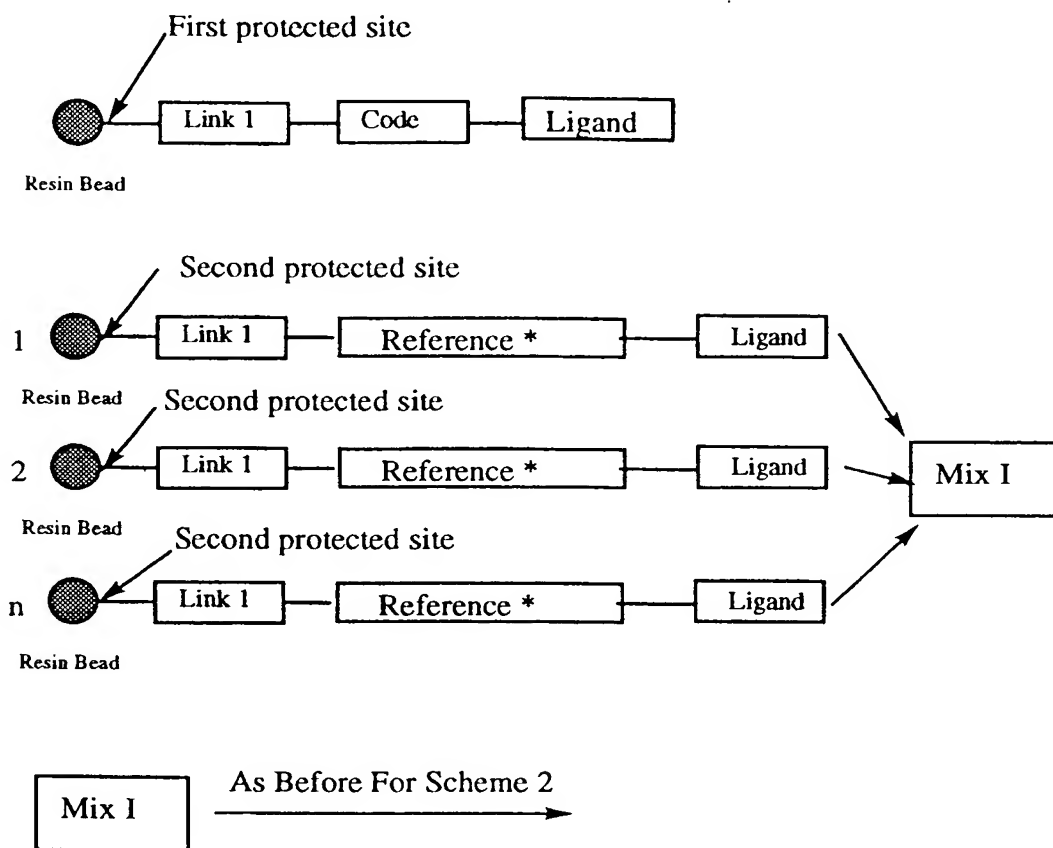 First protected site
Link 1 Code Ligand
Resin Bead
Second protected site
1 Link 1 Reference * Ligand
Resin Bead
Second protected site
2 Link 1 Reference * Ligand
Mix I
Resin Bead
Second protected site
n Link 1 Reference * Ligand
Resin Bead
As Before For Scheme 2
Mix I